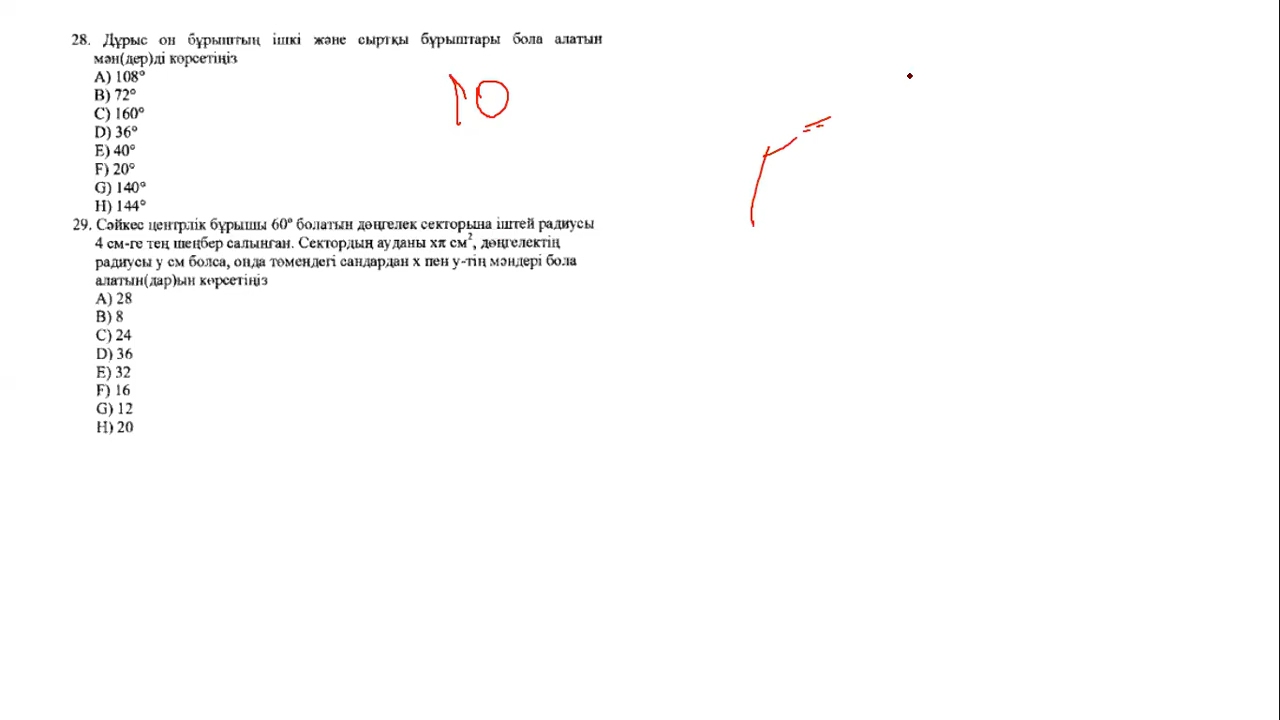 28. Дұрыс он бұрыштың ішкі және сыртқы бұрыштары бола алатын
мән(дер)ді көрсетіңіз
A) 108°
B) 72°
C) 160°
D) 36°
E) 40°
F) 20°
G) 140°
H) 144°
10
29. Сәйкес центрлік бұрышы 60° болатын дөңгелек секторына іштей радиусы
4 см-ге тең шеңбер салынған. Сектордың ауданы xπ см², дөңгелектің
радиусы y см болса, онда төмендегі сандардан x пен y-тің мәндері бола
алатын(дар)ын көрсетіңіз
A) 28
B) 8
C) 24
D) 36
E) 32
F) 16
G) 12
H) 20